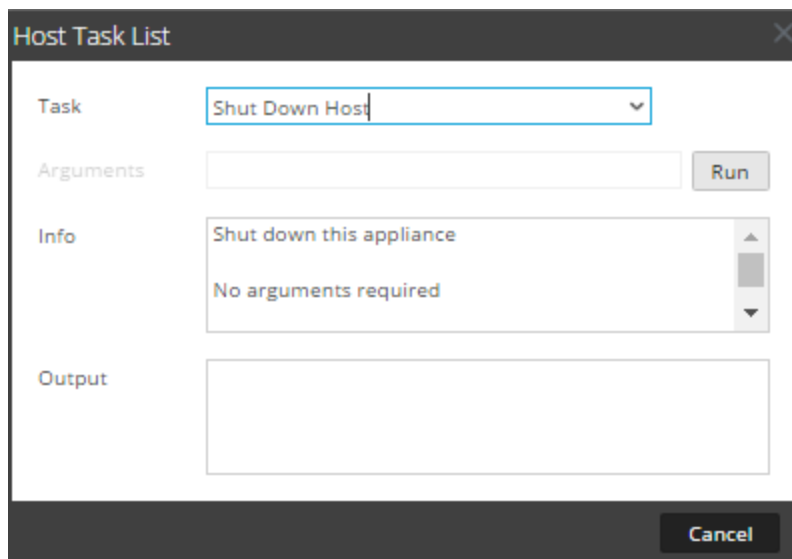 Host Task List
Task
Shut Down Host
Arguments
Run
Info
Shut down this appliance
No arguments required
Output
Cancel